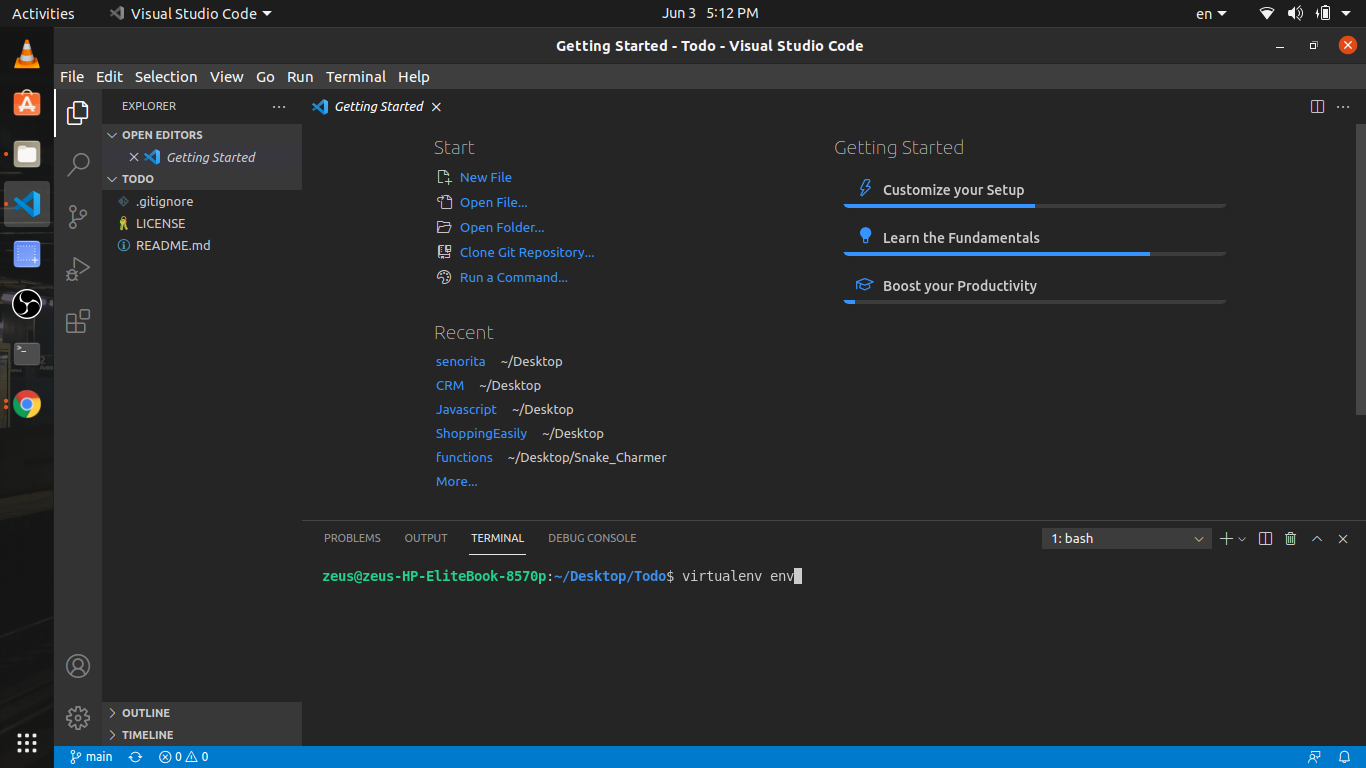 Activities Visual Studio Code Jun 3 5:12 PM en
Getting Started - Todo - Visual Studio Code
File Edit Selection View Go Run Terminal Help
EXPLORER
OPEN EDITORS
Getting Started
TODO
.gitignore
LICENSE
README.md
OUTLINE
TIMELINE
Getting Started
Start
New File
Open File...
Open Folder...
Clone Git Repository...
Run a Command...
Recent
senorita ~/Desktop
CRM ~/Desktop
Javascript ~/Desktop
ShoppingEasily ~/Desktop
functions ~/Desktop/Snake_Charmer
More...
Getting Started
Customize your Setup
Learn the Fundamentals
Boost your Productivity
PROBLEMS OUTPUT TERMINAL DEBUG CONSOLE 1: bash
zeus@zeus-HP-EliteBook-8570p:~/Desktop/Todo$ virtualenv env
main 0 0